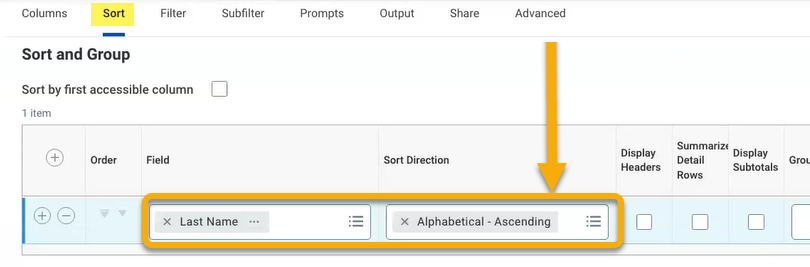 Columns Sort Filter Subfilter Prompts Output Share Advanced
Sort and Group
Sort by first accessible column
1 item
Order Field Sort Direction Display Headers Summarize Detail Rows Display Subtotals
Last Name ... Alphabetical - Ascending